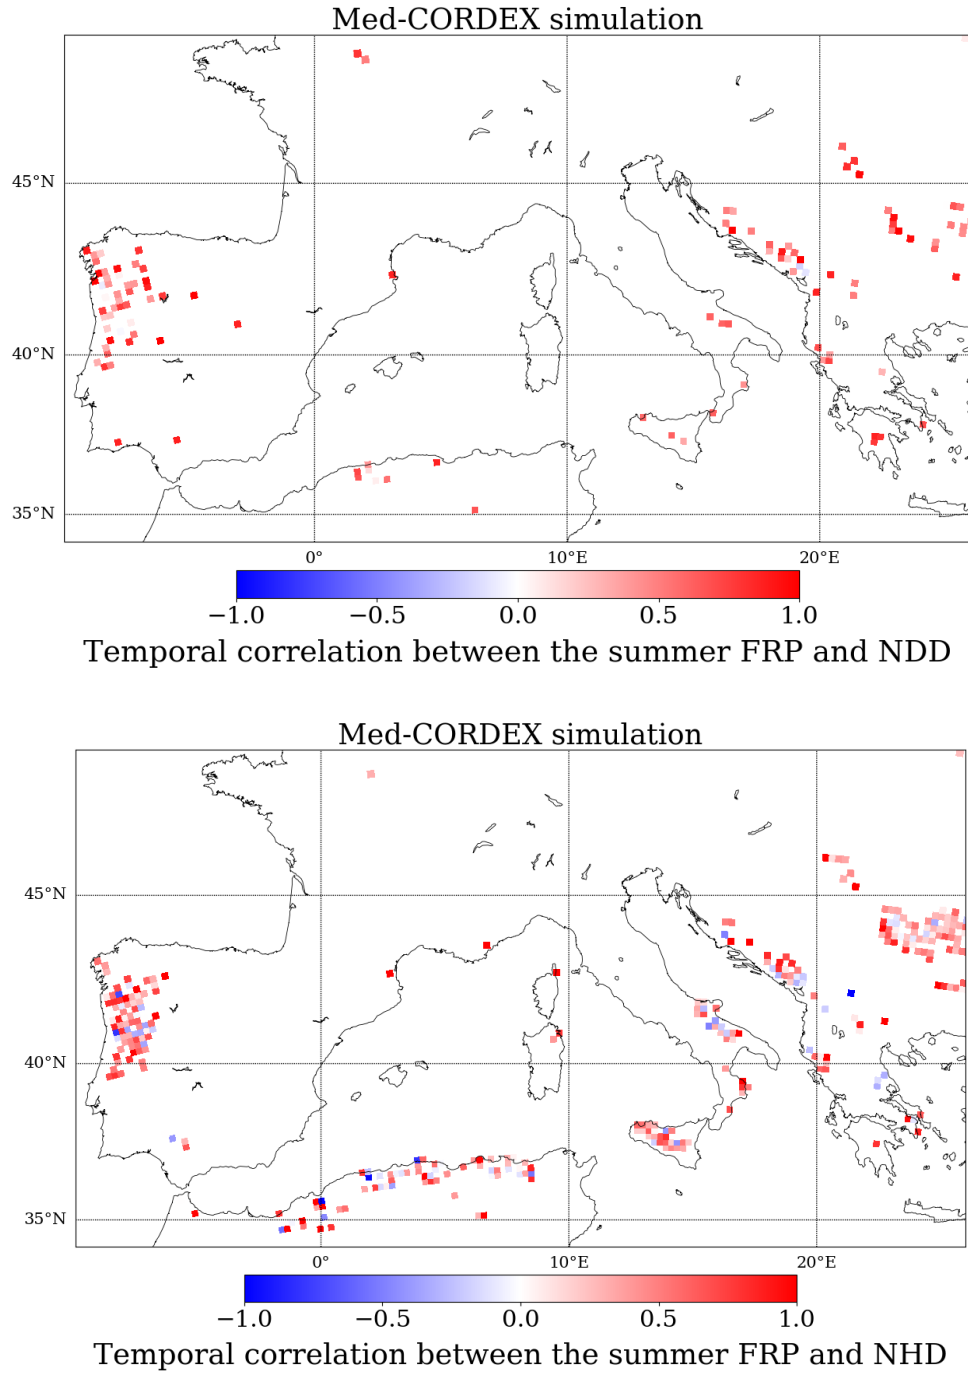 Med-CORDEX simulation
45°N
40°N
35°N
0° 10°E 20°E
−1.0 −0.5 0.0 0.5 1.0
Temporal correlation between the summer FRP and NDD
Med-CORDEX simulation
45°N
40°N
35°N
0° 10°E 20°E
−1.0 −0.5 0.0 0.5 1.0
Temporal correlation between the summer FRP and NHD